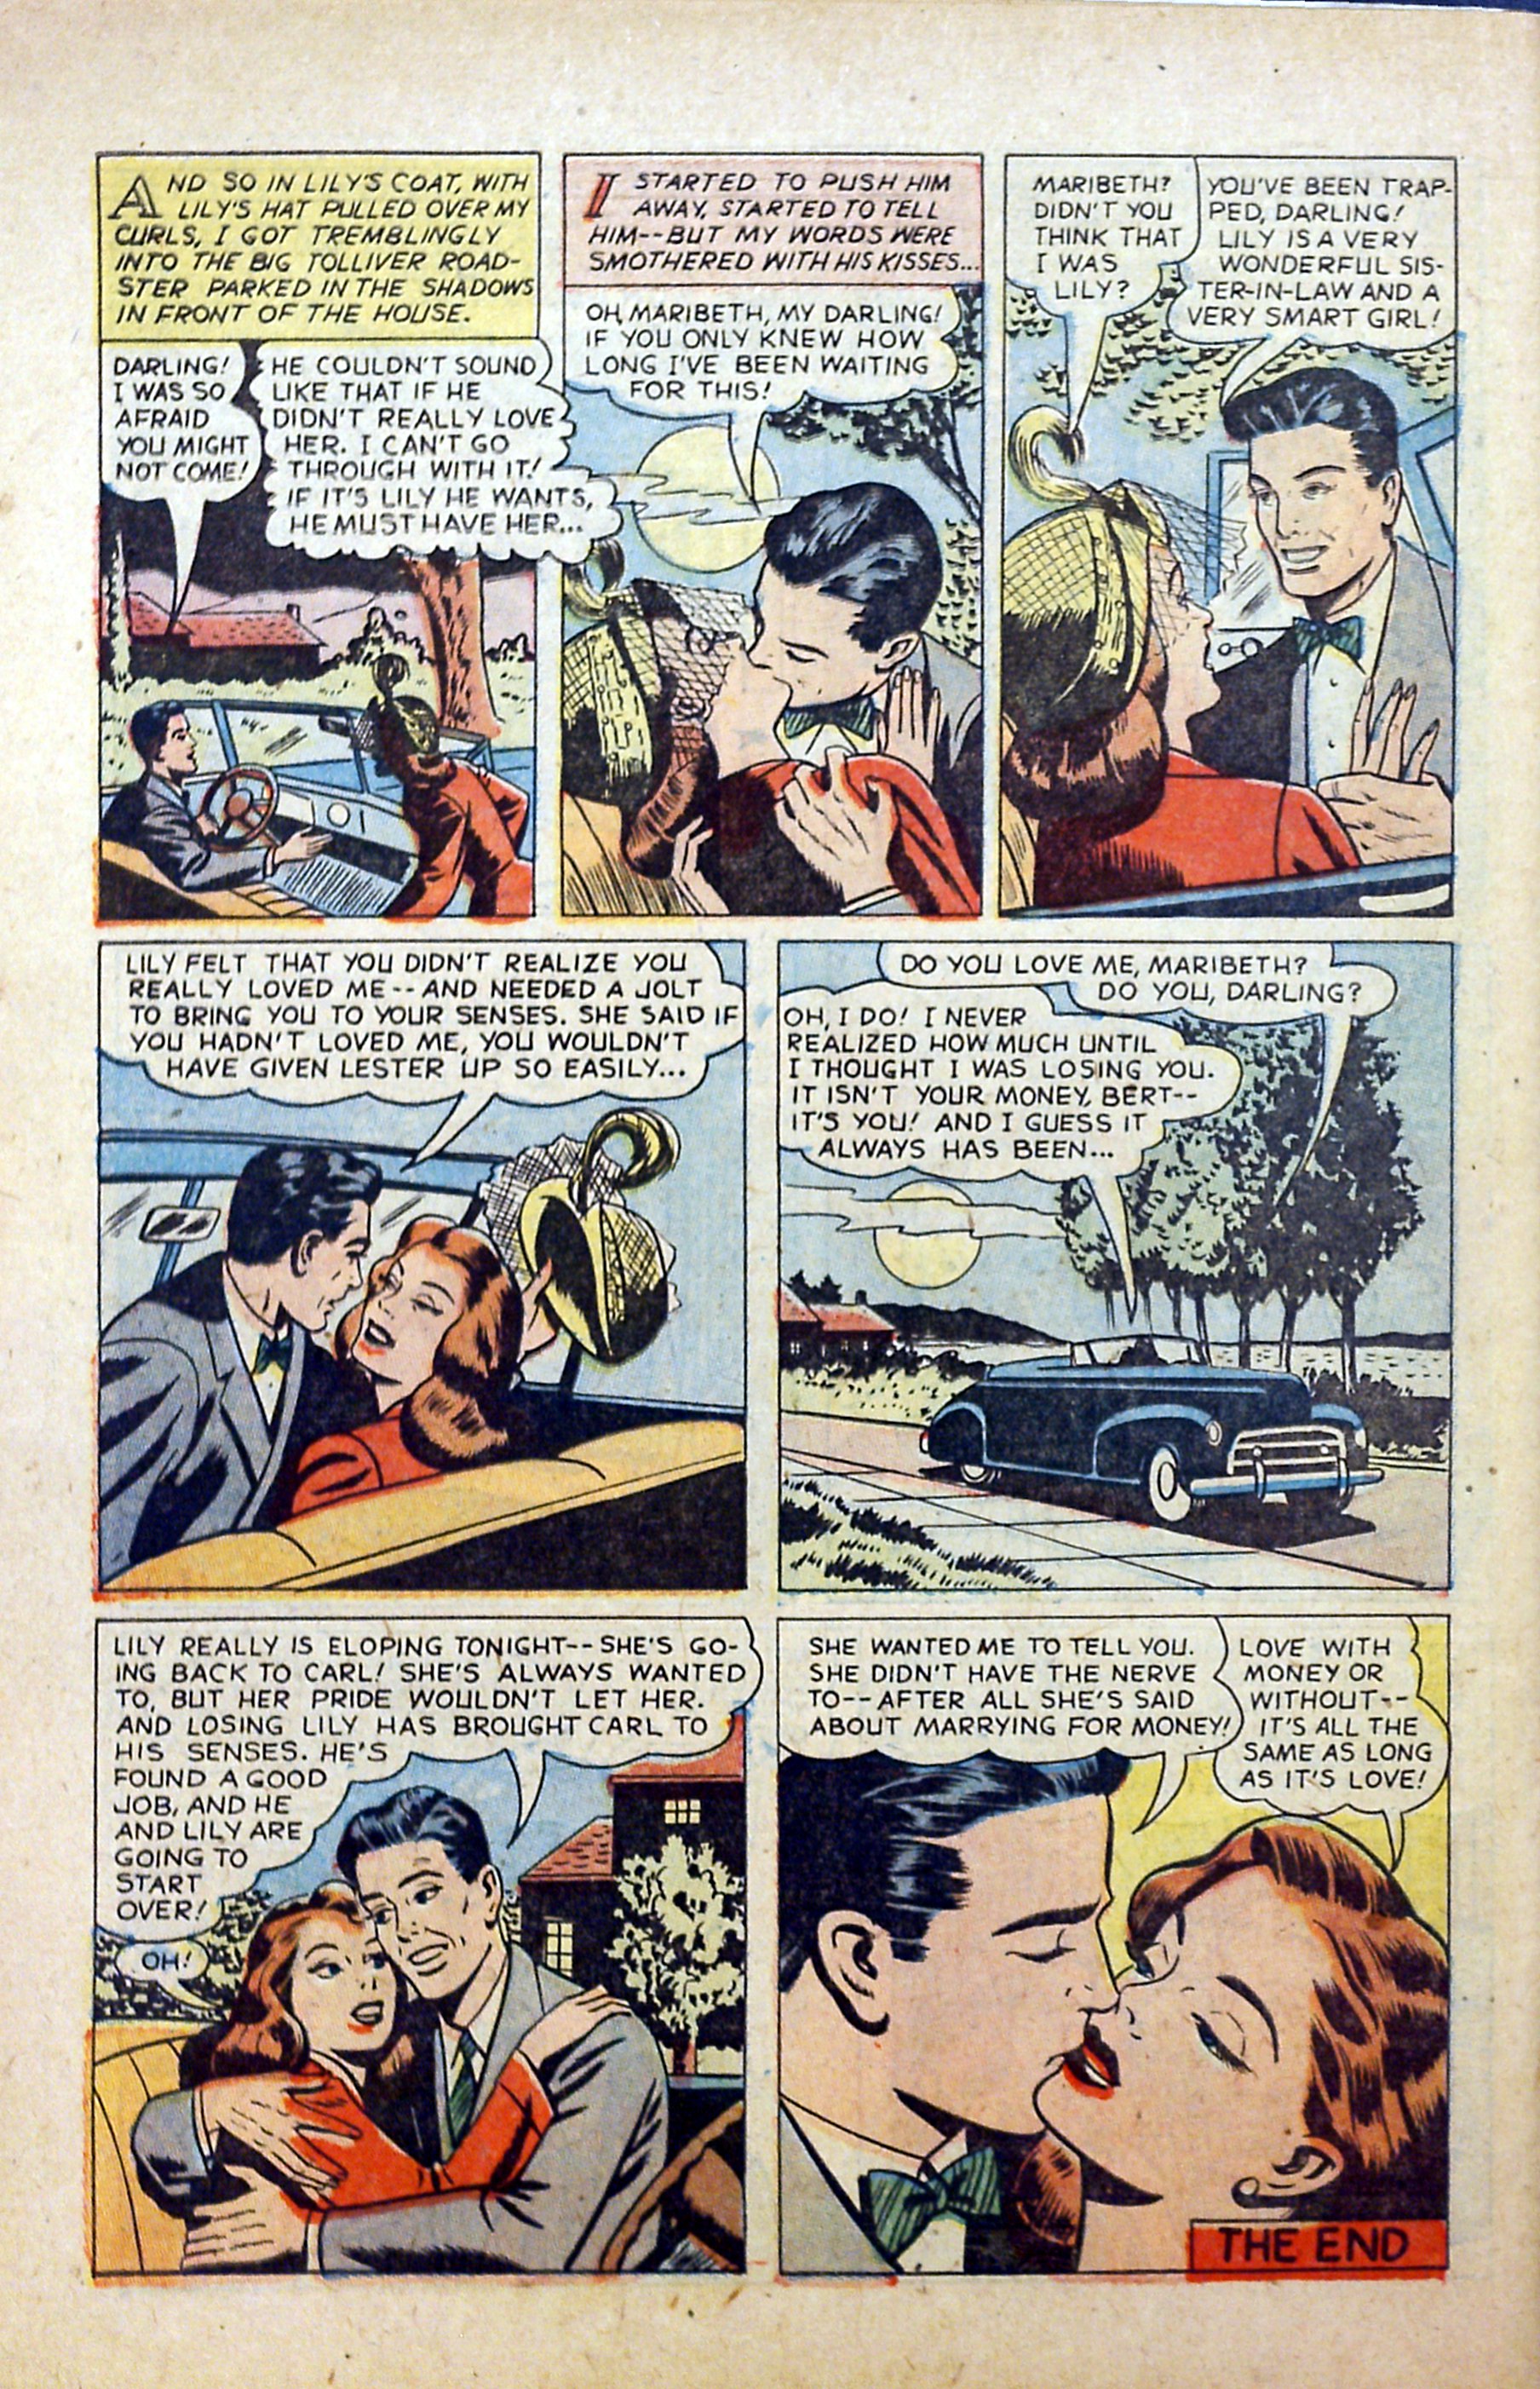 AND SO IN LILY'S COAT, WITH
LILY'S HAT PULLED OVER MY
CURLS, I GOT TREMBLINGLY
INTO THE BIG TOLLIVER ROAD-
STER PARKED IN THE SHADOWS
IN FRONT OF THE HOUSE.
DARLING!
I WAS SO
AFRAID
YOU MIGHT
NOT COME!
HE COULDN'T SOUND
LIKE THAT IF HE
DIDN'T REALLY LOVE
HER. I CAN'T GO
THROUGH WITH IT!
IF IT'S LILY HE WANTS,
HE MUST HAVE HER...
I STARTED TO PUSH HIM
AWAY, STARTED TO TELL
HIM--BUT MY WORDS WERE
SMOTHERED WITH HIS KISSES...
OH, MARIBETH, MY DARLING!
IF YOU ONLY KNEW HOW
LONG I'VE BEEN WAITING
FOR THIS!
MARIBETH?
DIDN'T YOU
THINK THAT
I WAS
LILY?
YOU'VE BEEN TRAP-
PED, DARLING!
LILY IS A VERY
WONDERFUL SIS-
TER-IN-LAW AND A
VERY SMART GIRL!
LILY FELT THAT YOU DIDN'T REALIZE YOU
REALLY LOVED ME--AND NEEDED A JOLT
TO BRING YOU TO YOUR SENSES. SHE SAID IF
YOU HADN'T LOVED ME, YOU WOULDN'T
HAVE GIVEN LESTER UP SO EASILY...
DO YOU LOVE ME, MARIBETH?
DO YOU, DARLING?
OH, I DO! I NEVER
REALIZED HOW MUCH UNTIL
I THOUGHT I WAS LOSING YOU.
IT ISN'T YOUR MONEY, BERT--
IT'S YOU! AND I GUESS IT
ALWAYS HAS BEEN...
LILY REALLY IS ELOPING TONIGHT--SHE'S GO-
ING BACK TO CARL! SHE'S ALWAYS WANTED
TO, BUT HER PRIDE WOULDN'T LET HER.
AND LOSING LILY HAS BROUGHT CARL TO
HIS SENSES. HE'S
FOUND A GOOD
JOB, AND HE
AND LILY ARE
GOING TO
START
OVER!
OH!
SHE WANTED ME TO TELL YOU.
SHE DIDN'T HAVE THE NERVE
TO--AFTER ALL SHE'S SAID
ABOUT MARRYING FOR MONEY!
LOVE WITH
MONEY OR
WITHOUT--
IT'S ALL THE
SAME AS LONG
AS IT'S LOVE!
THE END